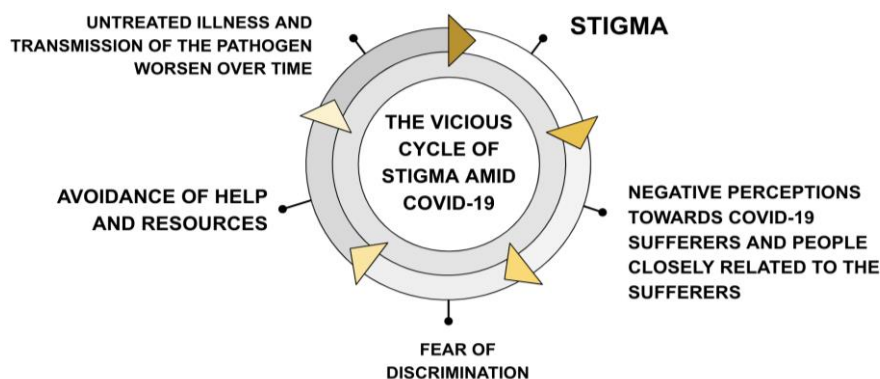 UNTREATED ILLNESS AND
TRANSMISSION OF THE PATHOGEN
WORSEN OVER TIME
STIGMA
THE VICIOUS
CYCLE OF
STIGMA AMID
COVID-19
NEGATIVE PERCEPTIONS
TOWARDS COVID-19
SUFFERERS AND PEOPLE
CLOSELY RELATED TO THE
SUFFERERS
AVOIDANCE OF HELP
AND RESOURCES
FEAR OF
DISCRIMINATION